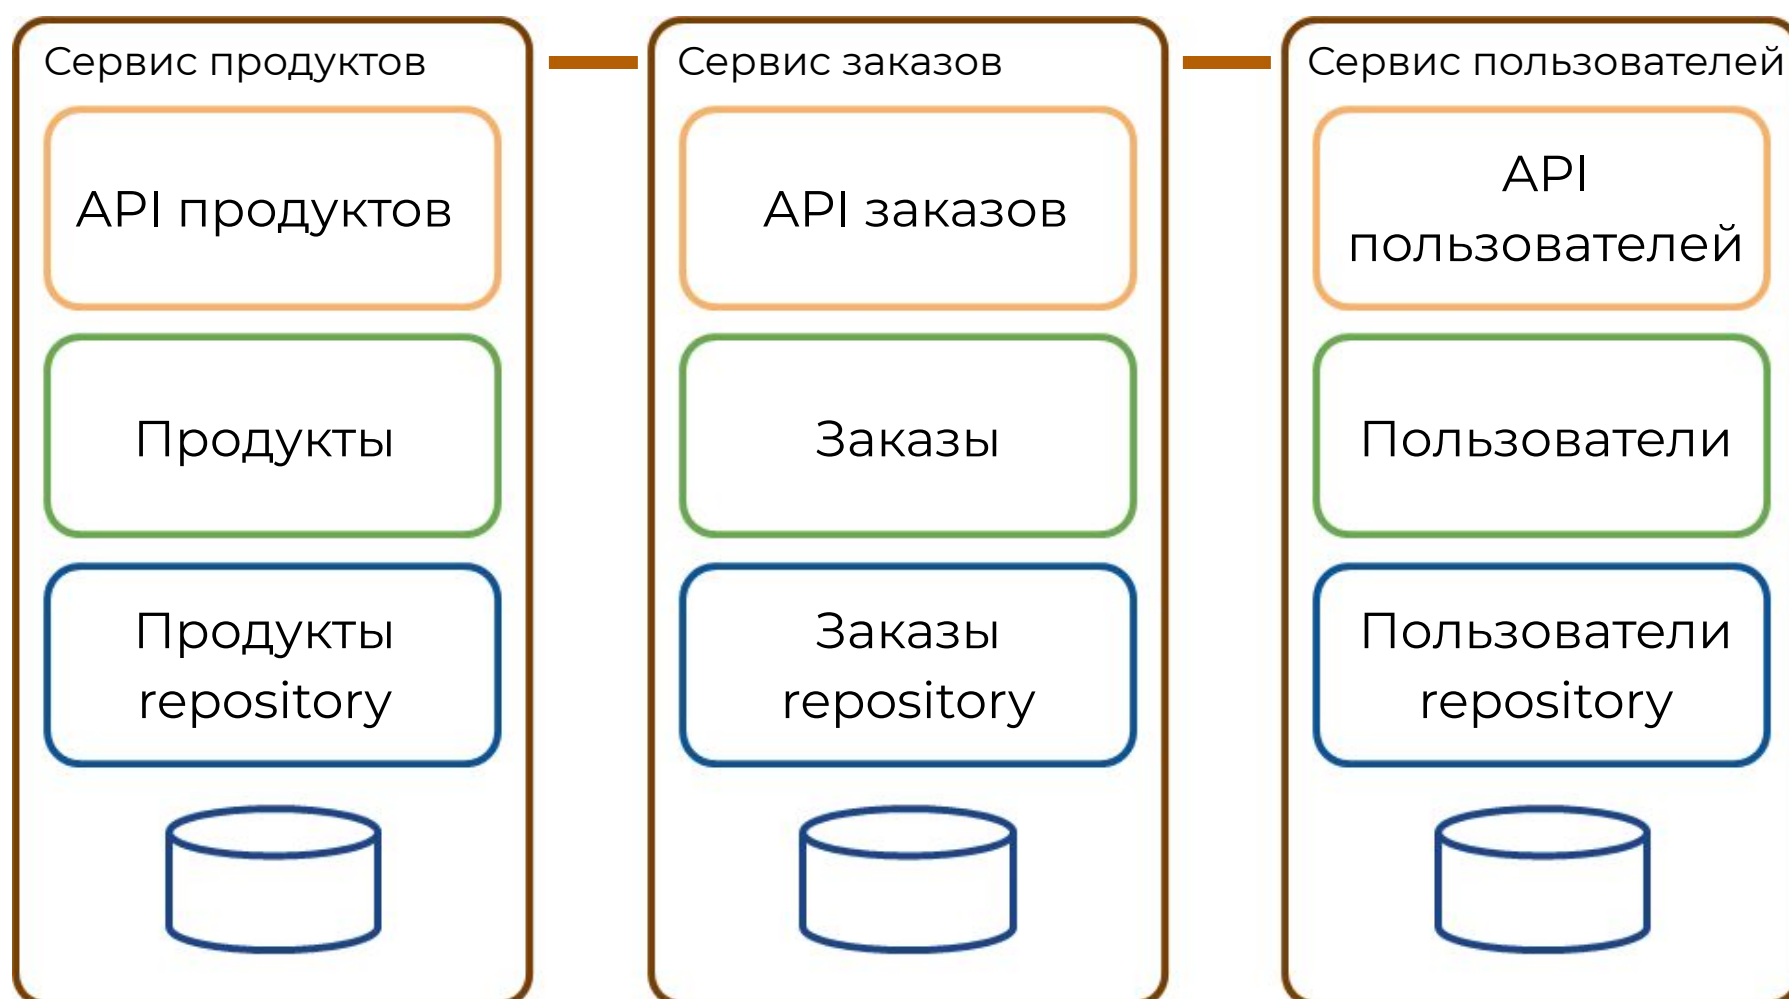 Сервис продуктов
API продуктов
Продукты
Продукты
repository
Сервис заказов
API заказов
Заказы
Заказы
repository
Сервис пользователей
API
пользователей
Пользователи
Пользователи
repository